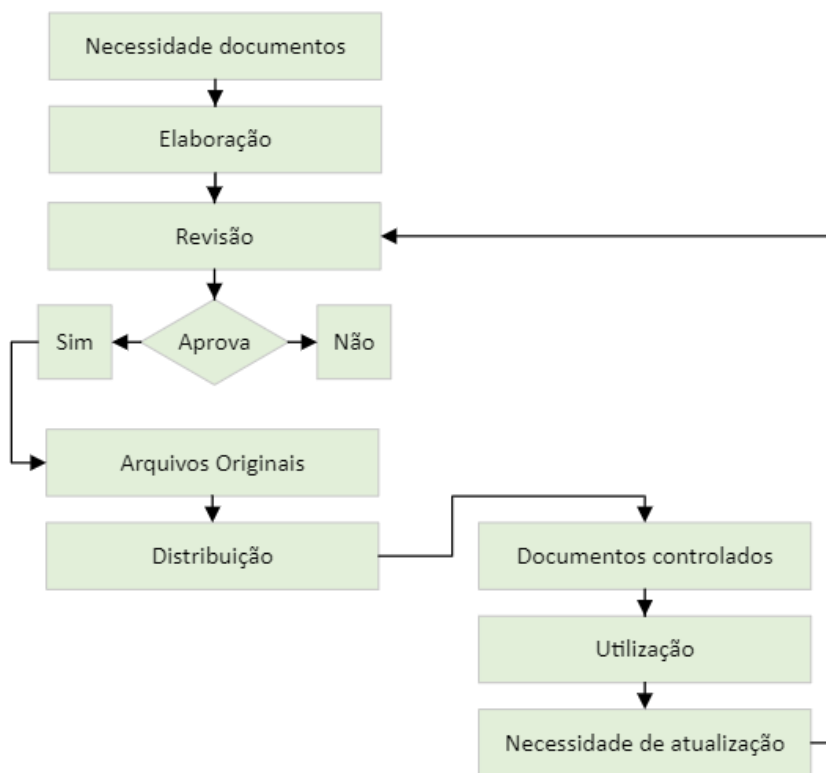 Necessidade documentos
Elaboração
Revisão
Sim
Aprova
Não
Arquivos Originais
Distribuição
Documentos controlados
Utilização
Necessidade de atualização